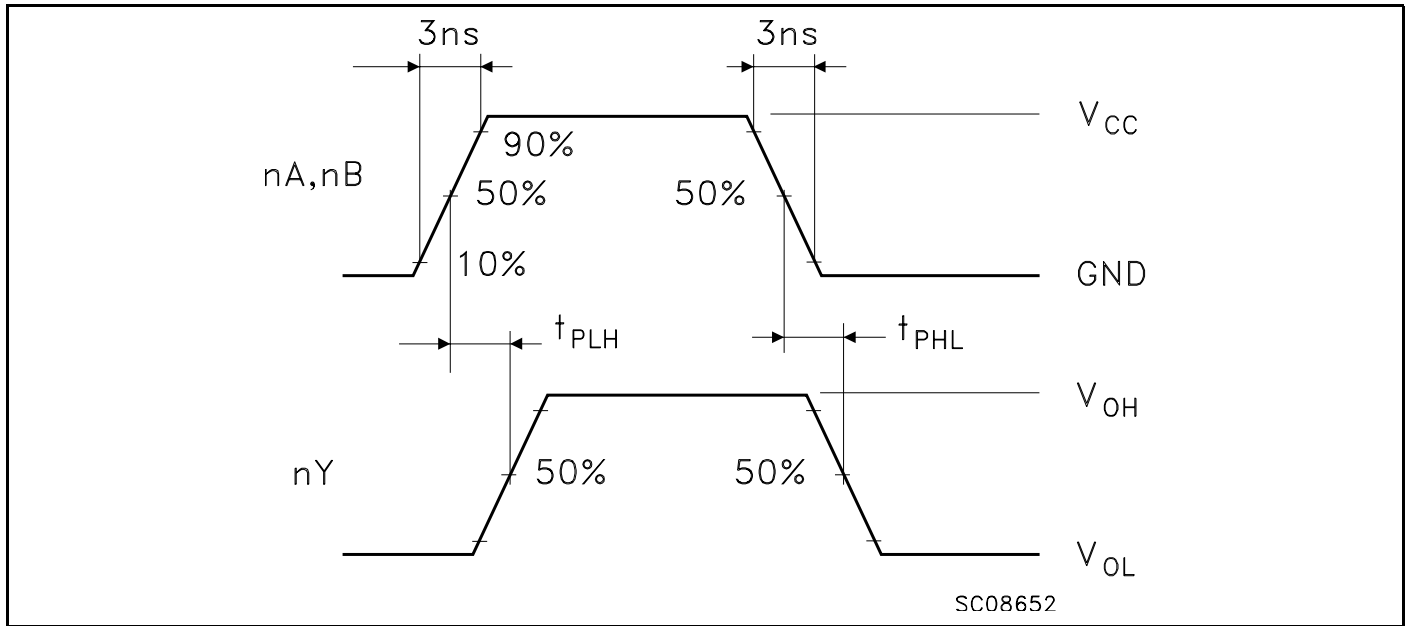 3ns
3ns
V_CC
90%
nA,nB
50%
50%
10%
GND
t_PLH
t_PHL
V_OH
nY
50%
50%
V_OL
SC08652